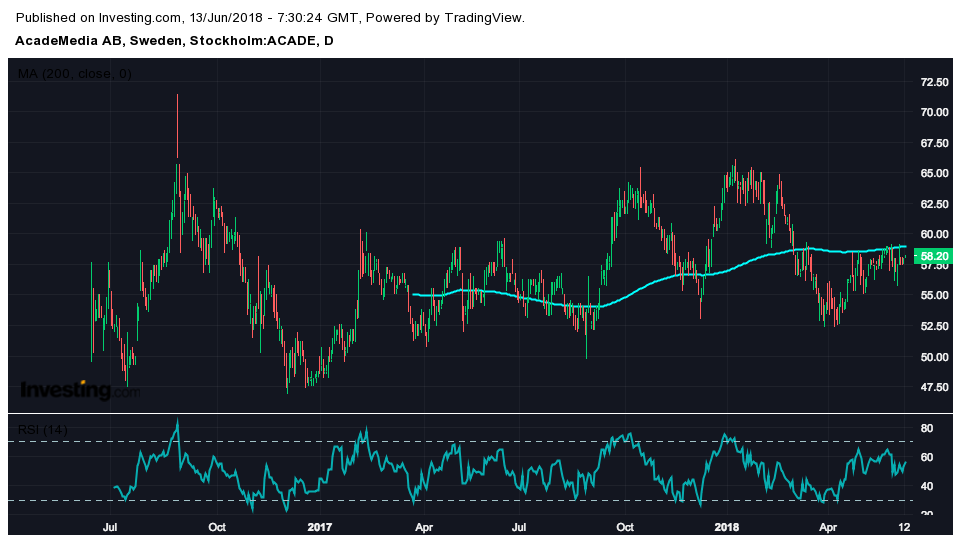 Published on Investing.com, 13/Jun/2018 - 7:30:24 GMT, Powered by TradingView.
AcadeMedia AB, Sweden, Stockholm:ACADE, D
MA (200, close, 0)
72.50
70.00
67.50
65.00
62.50
60.00
58.20
57.50
55.00
52.50
50.00
47.50
Investing.com
RSI (14)
80
60
40
20
Jul Oct 2017 Apr Jul Oct 2018 Apr 12